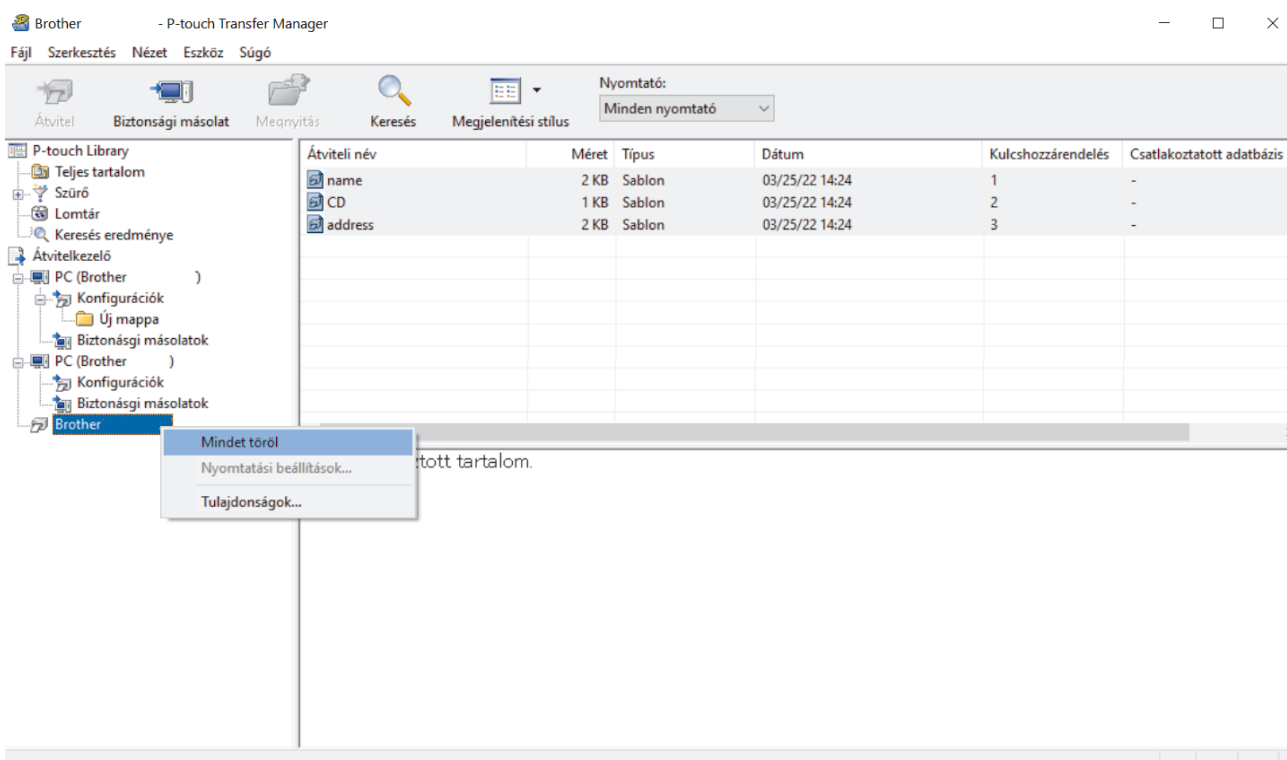 Brother - P-touch Transfer Manager
Fájl Szerkesztés Nézet Eszköz Súgó
Átvitel Biztonsági másolat Megnyitás Keresés Megjelenítési stílus
Nyomtató:
Minden nyomtató
P-touch Library
Teljes tartalom
Szürő
Lomtár
Keresés eredménye
Átvitelkezelő
PC (Brother )
Konfigurációk
Új mappa
Biztonásgi másolatok
PC (Brother )
Konfigurációk
Biztonásgi másolatok
Brother
Átviteli név Méret Típus Dátum Kulcshozzárendelés Csatlakoztatott adatbázis
name 2 KB Sablon 03/25/22 14:24 1 -
CD 1 KB Sablon 03/25/22 14:24 2 -
address 2 KB Sablon 03/25/22 14:24 3 -
Mindet töröl
Nyomtatási beállítások...
Tulajdonságok...
tartalom.